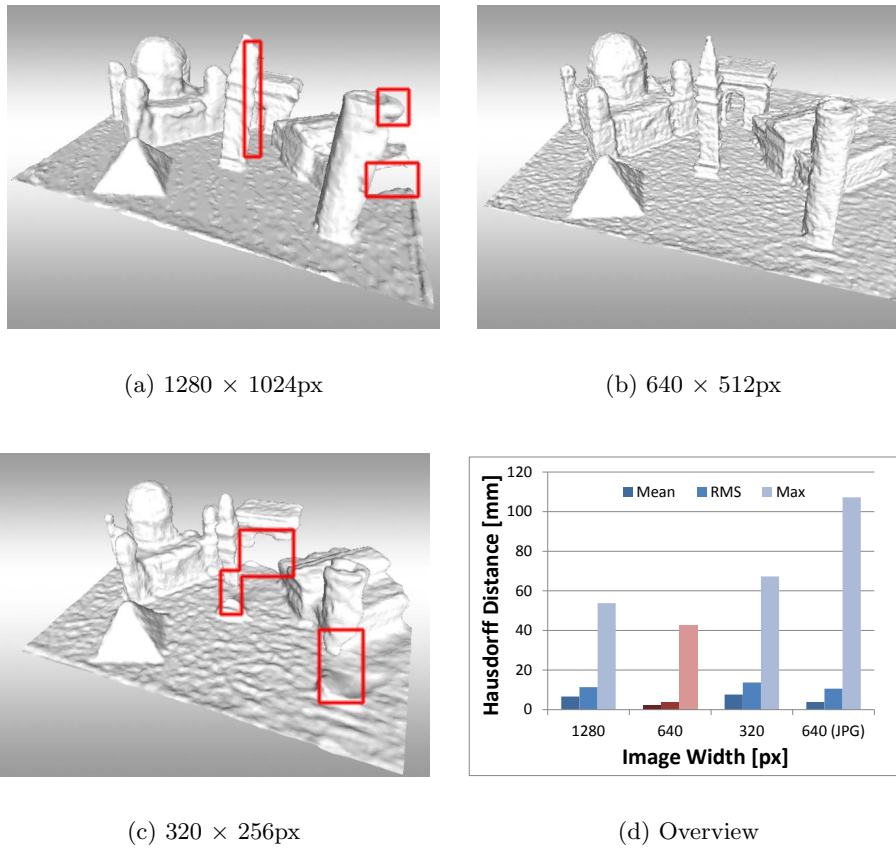 (a) 1280 × 1024px
(b) 640 × 512px
120
100
80
60
40
20
0
Hausdorff Distance [mm]
Mean RMS Max
1280 640 320 640 (JPG)
Image Width [px]
(c) 320 × 256px
(d) Overview